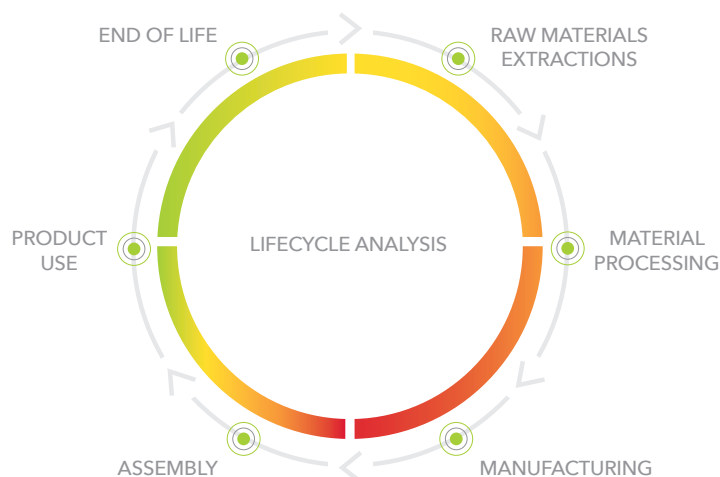 END OF LIFE
RAW MATERIALS
EXTRACTIONS
PRODUCT
USE
LIFECYCLE ANALYSIS
MATERIAL
PROCESSING
ASSEMBLY
MANUFACTURING